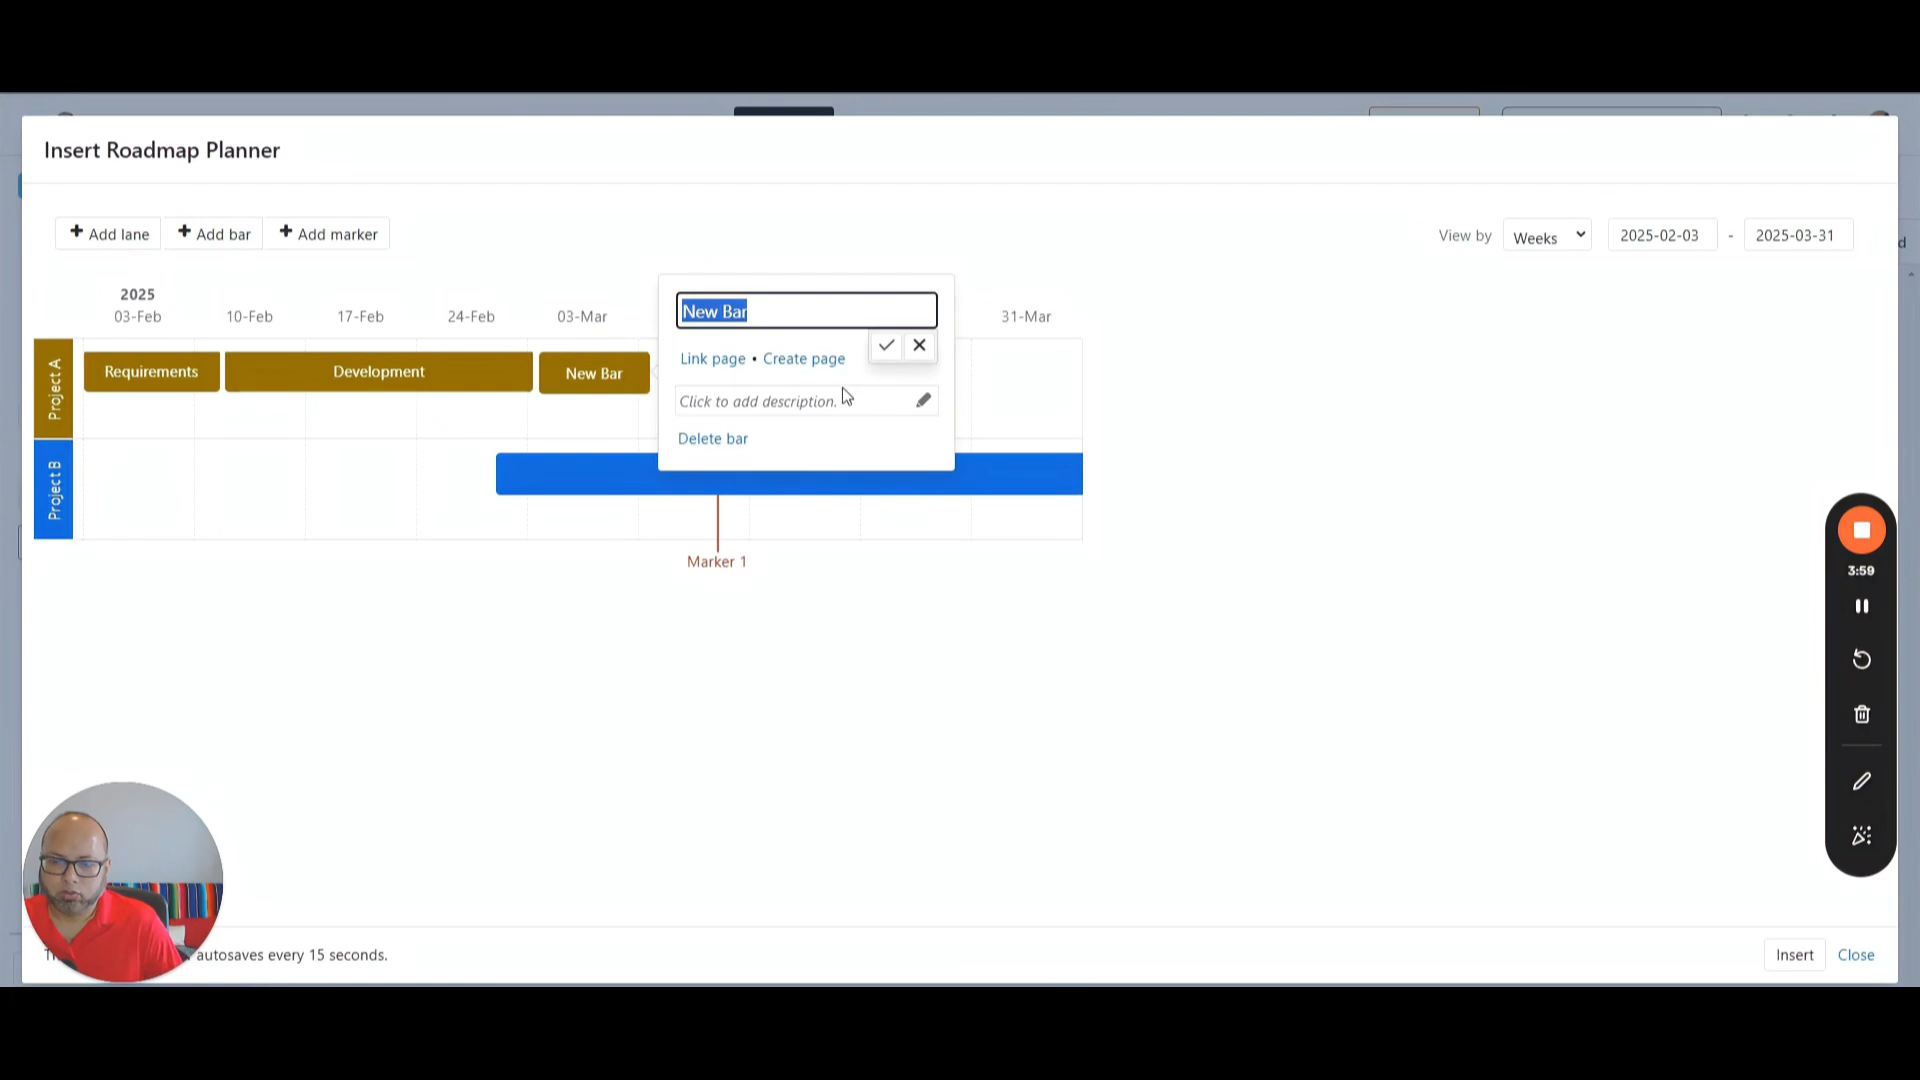 Insert Roadmap Planner
Add lane
Add bar
Add marker
View by
Weeks
2025-02-03
-
2025-03-31
2025
03-Feb
10-Feb
17-Feb
24-Feb
03-Mar
31-Mar
New Bar
Link page • Create page
Click to add description.
Delete bar
Project A
Requirements
Development
New Bar
Project B
Marker 1
3:59
autosaves every 15 seconds.
Insert
Close